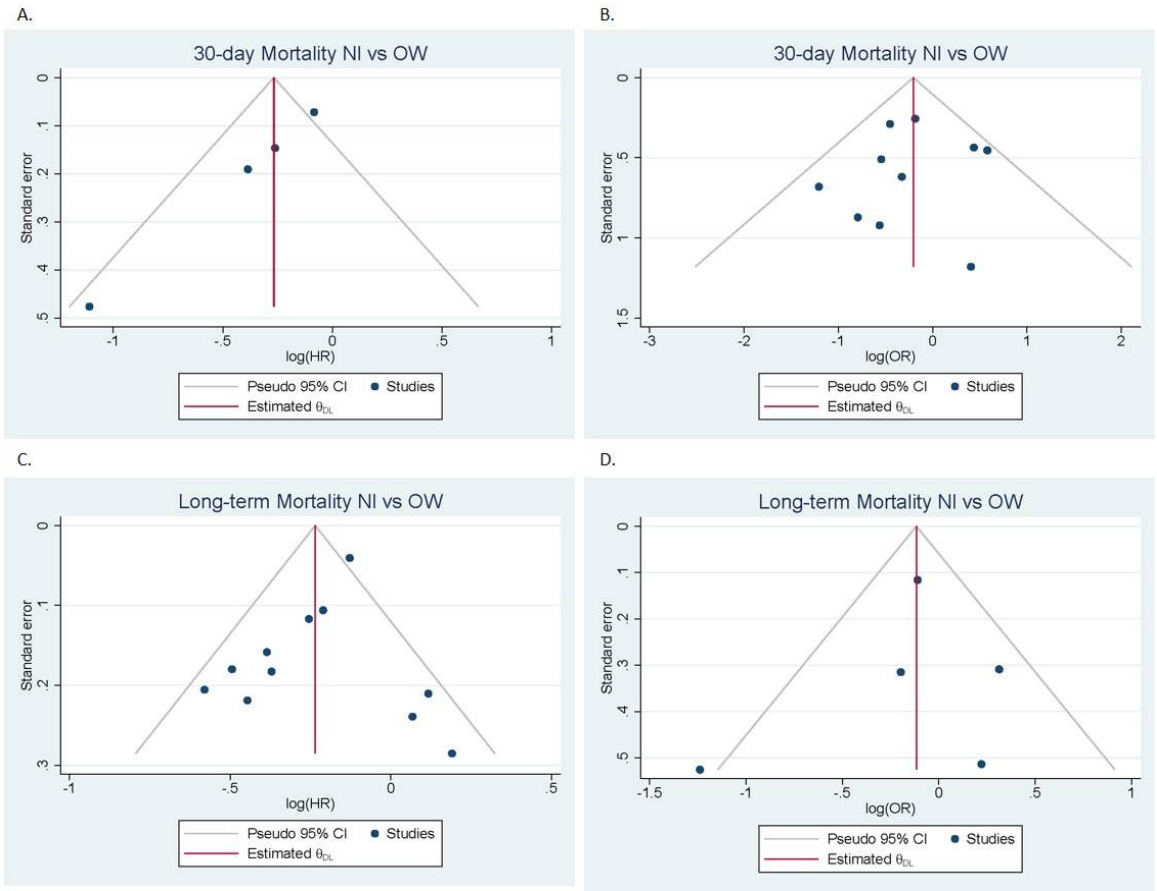 A.
30-day Mortality NI vs OW
Standard error
0
.1
.2
.3
.4
.5
-1
-.5
0
.5
1
log(HR)
Pseudo 95% CI
Studies
Estimated θDL
B.
30-day Mortality NI vs OW
Standard error
0
.5
1
1.5
-3
-2
-1
0
1
2
log(OR)
Pseudo 95% CI
Studies
Estimated θDL
C.
Long-term Mortality NI vs OW
Standard error
0
.1
.2
.3
-1
-.5
0
.5
log(HR)
Pseudo 95% CI
Studies
Estimated θDL
D.
Long-term Mortality NI vs OW
Standard error
0
.1
.2
.3
.4
.5
-1.5
-1
-.5
0
.5
1
log(OR)
Pseudo 95% CI
Studies
Estimated θDL